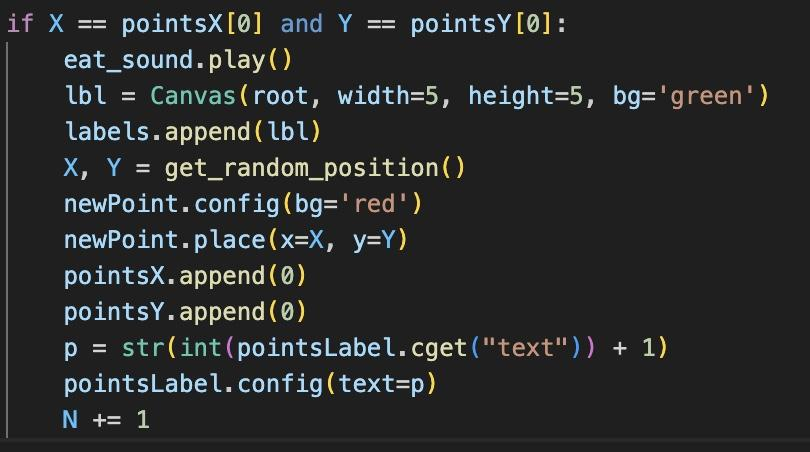 if X == pointsX[0] and Y == pointsY[0]:
    eat_sound.play()
    lbl = Canvas(root, width=5, height=5, bg='green')
    labels.append(lbl)
    X, Y = get_random_position()
    newPoint.config(bg='red')
    newPoint.place(x=X, y=Y)
    pointsX.append(0)
    pointsY.append(0)
    p = str(int(pointsLabel.cget("text")) + 1)
    pointsLabel.config(text=p)
    N += 1